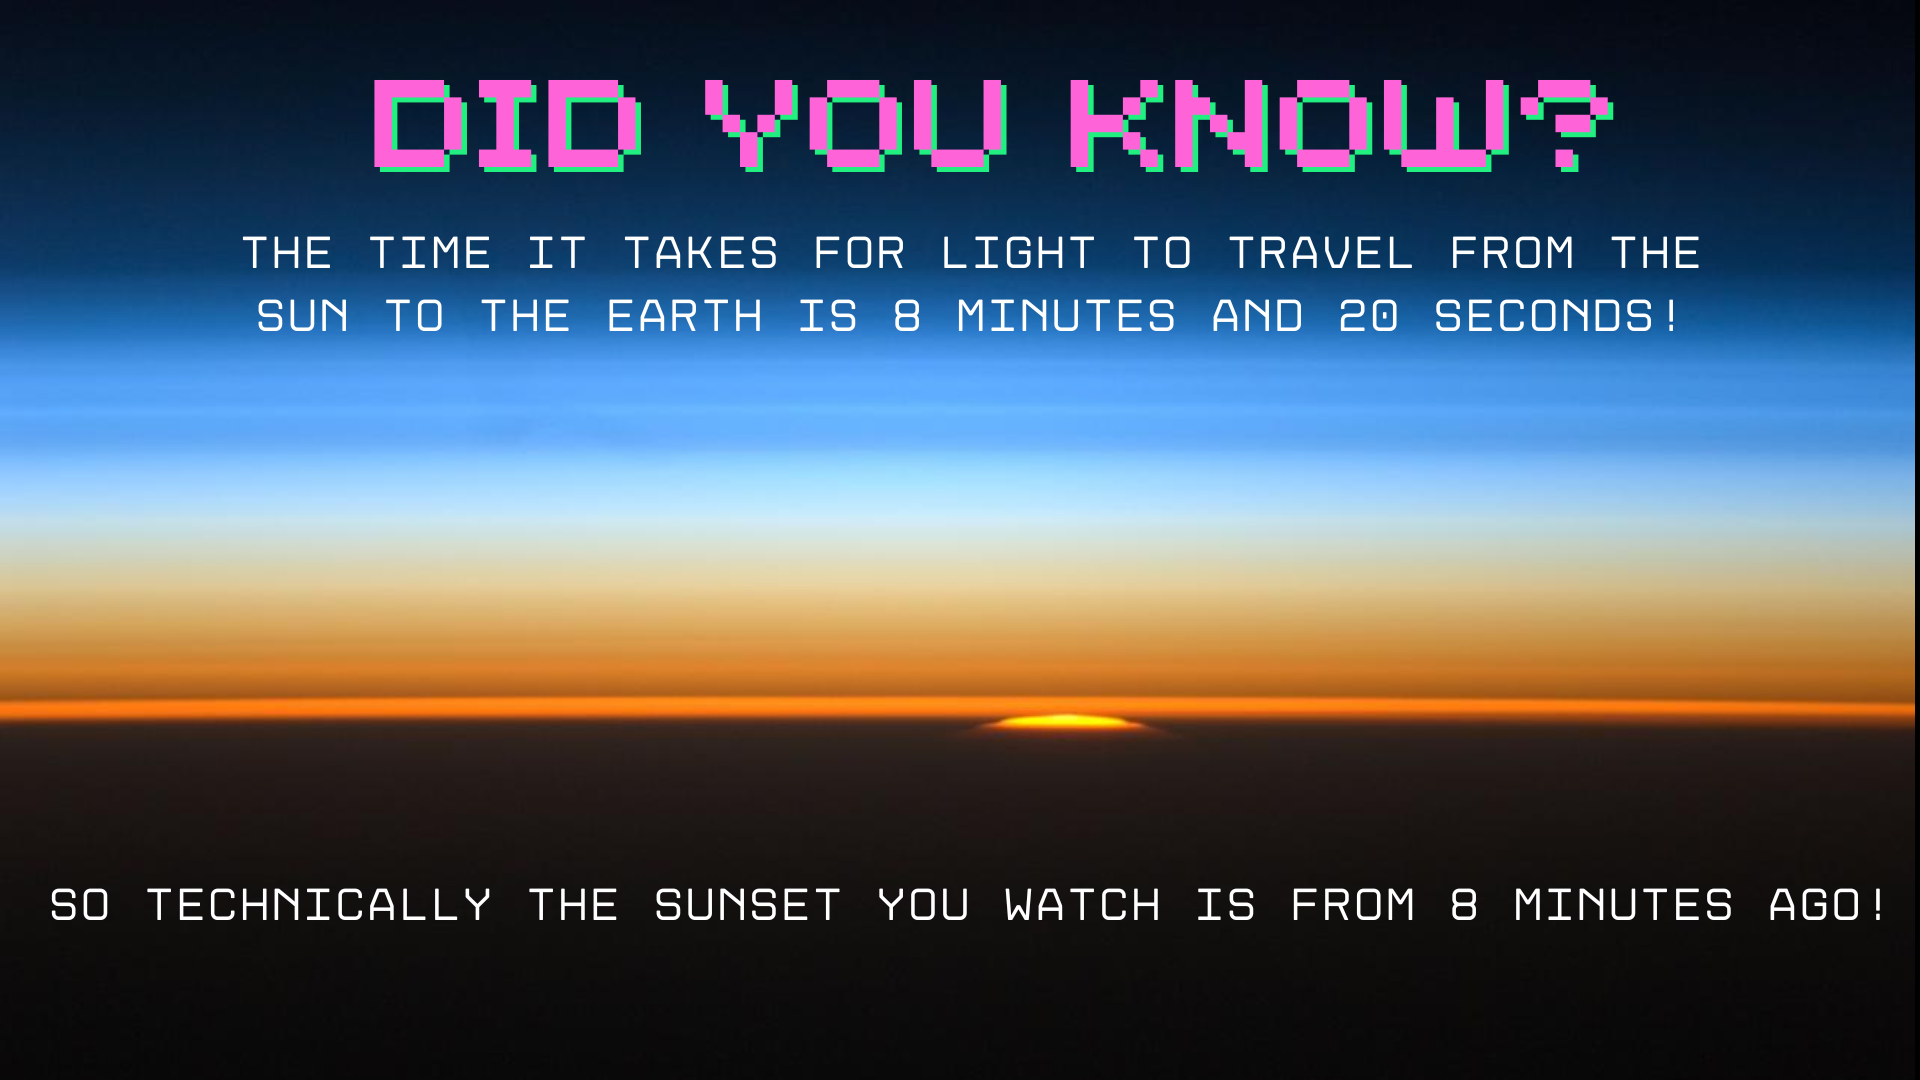 DID YOU KNOW?
THE TIME IT TAKES FOR LIGHT TO TRAVEL FROM THE
SUN TO THE EARTH IS 8 MINUTES AND 20 SECONDS!
SO TECHNICALLY THE SUNSET YOU WATCH IS FROM 8 MINUTES AGO!